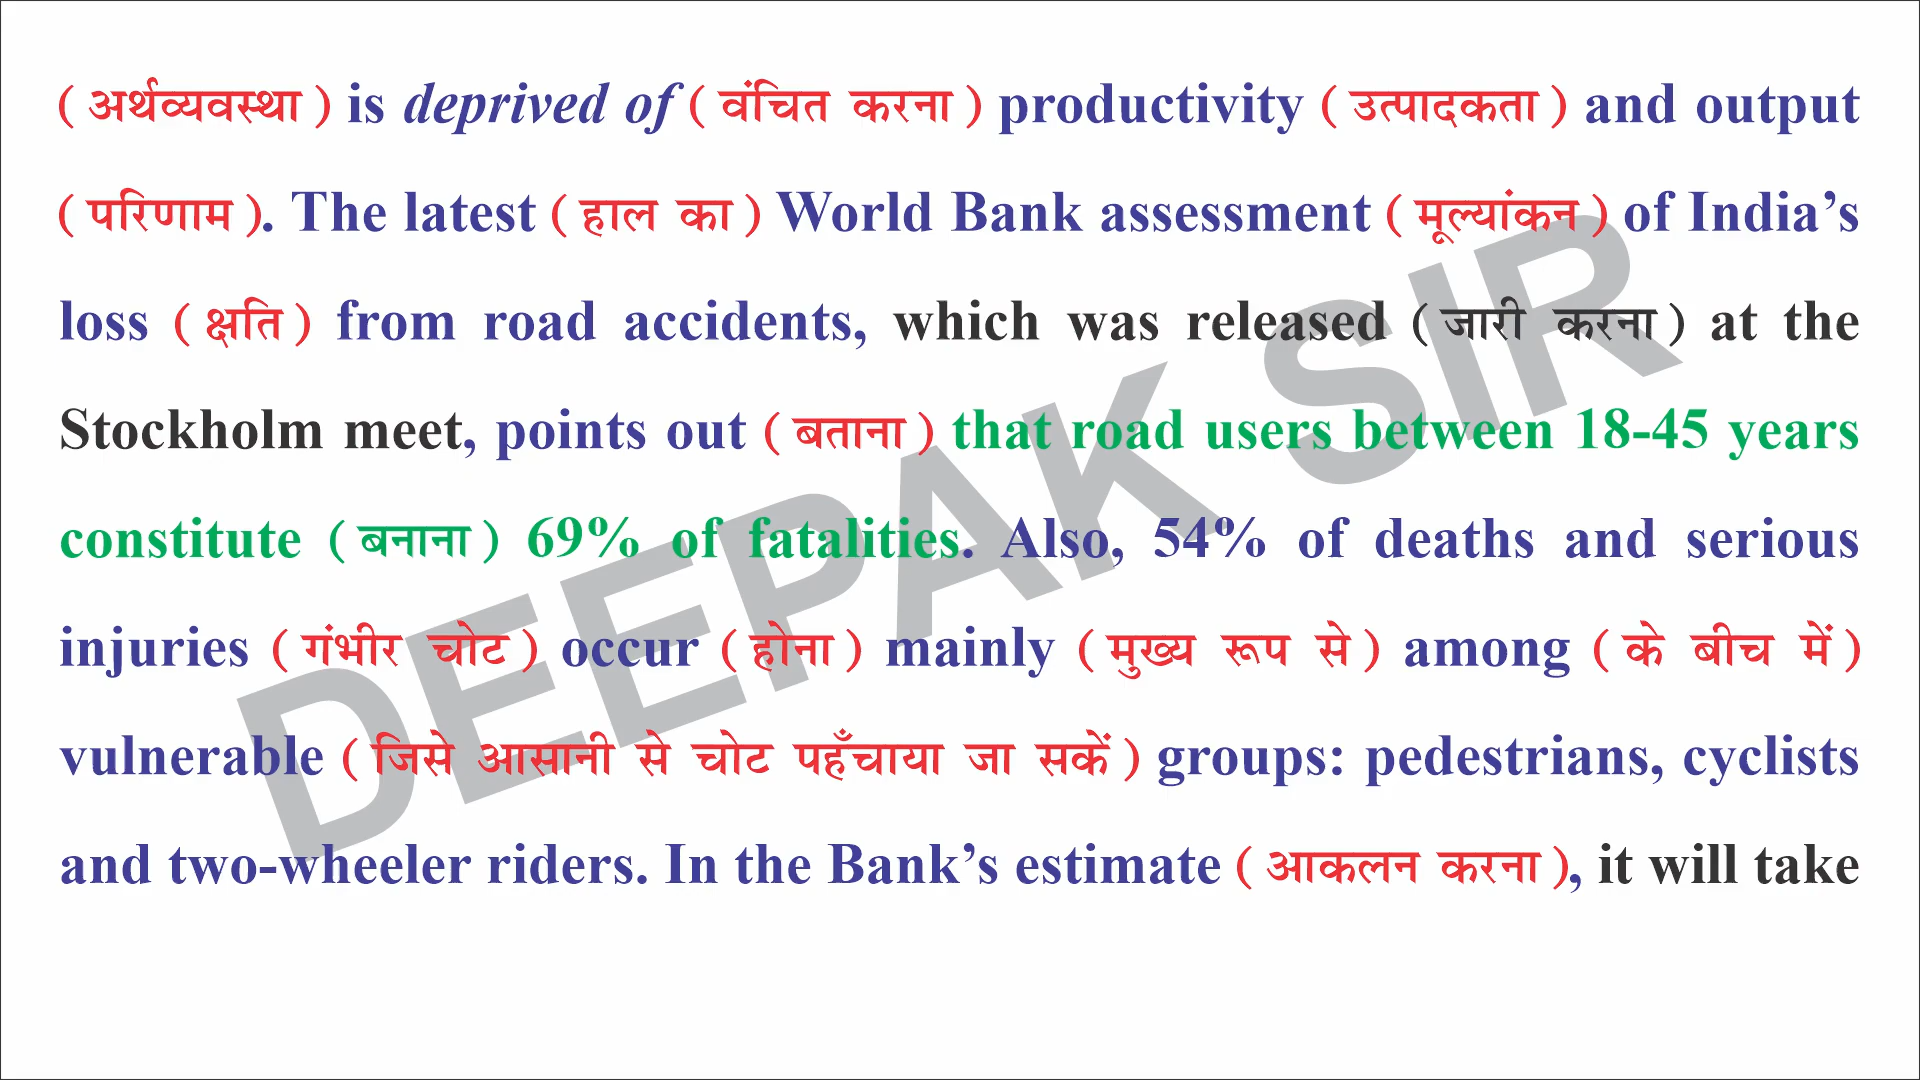 ( अर्थव्यवस्था ) is deprived of ( वंचित करना ) productivity ( उत्पादकता ) and output
( परिणाम ). The latest ( हाल का ) World Bank assessment ( मूल्यांकन ) of India’s
loss ( क्षति ) from road accidents, which was released ( जारी करना ) at the
Stockholm meet, points out ( बताना ) that road users between 18-45 years
constitute ( बनाना ) 69% of fatalities. Also, 54% of deaths and serious
injuries ( गंभीर चोट ) occur ( होना ) mainly ( मुख्य रूप से ) among ( के बीच में )
vulnerable ( जिसे आसानी से चोट पहुँचाया जा सकें ) groups: pedestrians, cyclists
and two-wheeler riders. In the Bank’s estimate ( आकलन करना ), it will take
DEEPAK SIR